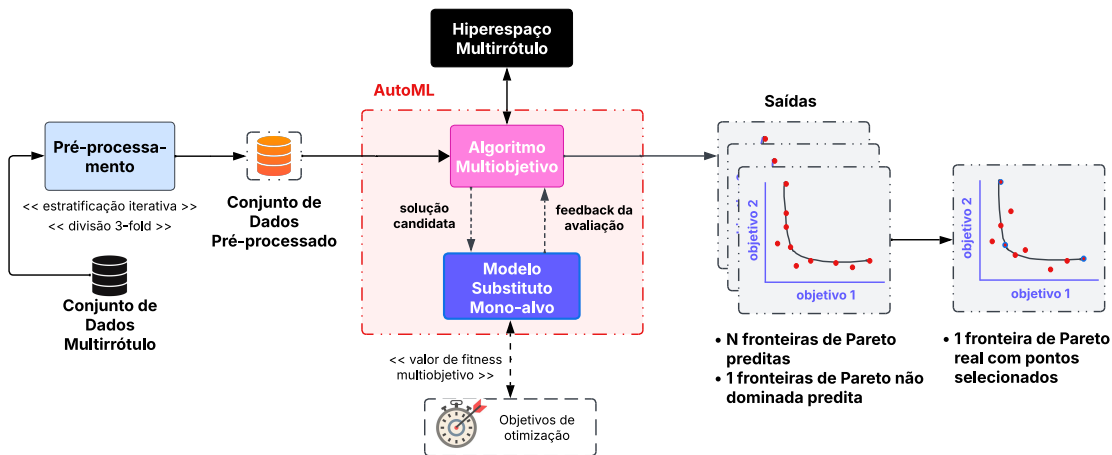 Hiperespaço
Multirrótulo
AutoML
Saídas
Pré-processa-
mento
Algoritmo
Multiobjetivo
<< estratificação iterativa >>
<< divisão 3-fold >>
Conjunto de
Dados
Pré-processado
solução
candidata
feedback da
avaliação
Modelo
Substituto
Mono-alvo
Conjunto de
Dados
Multirrótulo
<< valor de fitness
multiobjetivo >>
Objetivos de
otimização
objetivo 2
objetivo 1
• N fronteiras de Pareto
preditas
• 1 fronteiras de Pareto não
dominada predita
objetivo 2
objetivo 1
• 1 fronteira de Pareto
real com pontos
selecionados